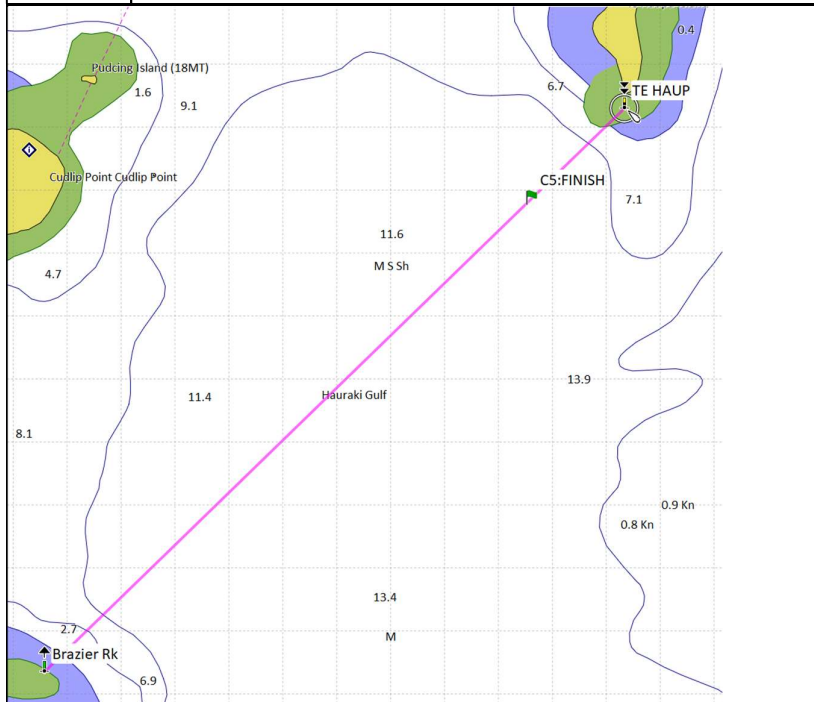 0.4
Pudcing Island (18MT)
6.7
TE HAUP
1.6
9.1
Cudlip Point Cudlip Point
C5:FINISH
7.1
11.6
M S Sh
4.7
13.9
11.4
Hauraki Gulf
8.1
0.9 Kn
0.8 Kn
13.4
2.7
M
Brazier Rk
6.9